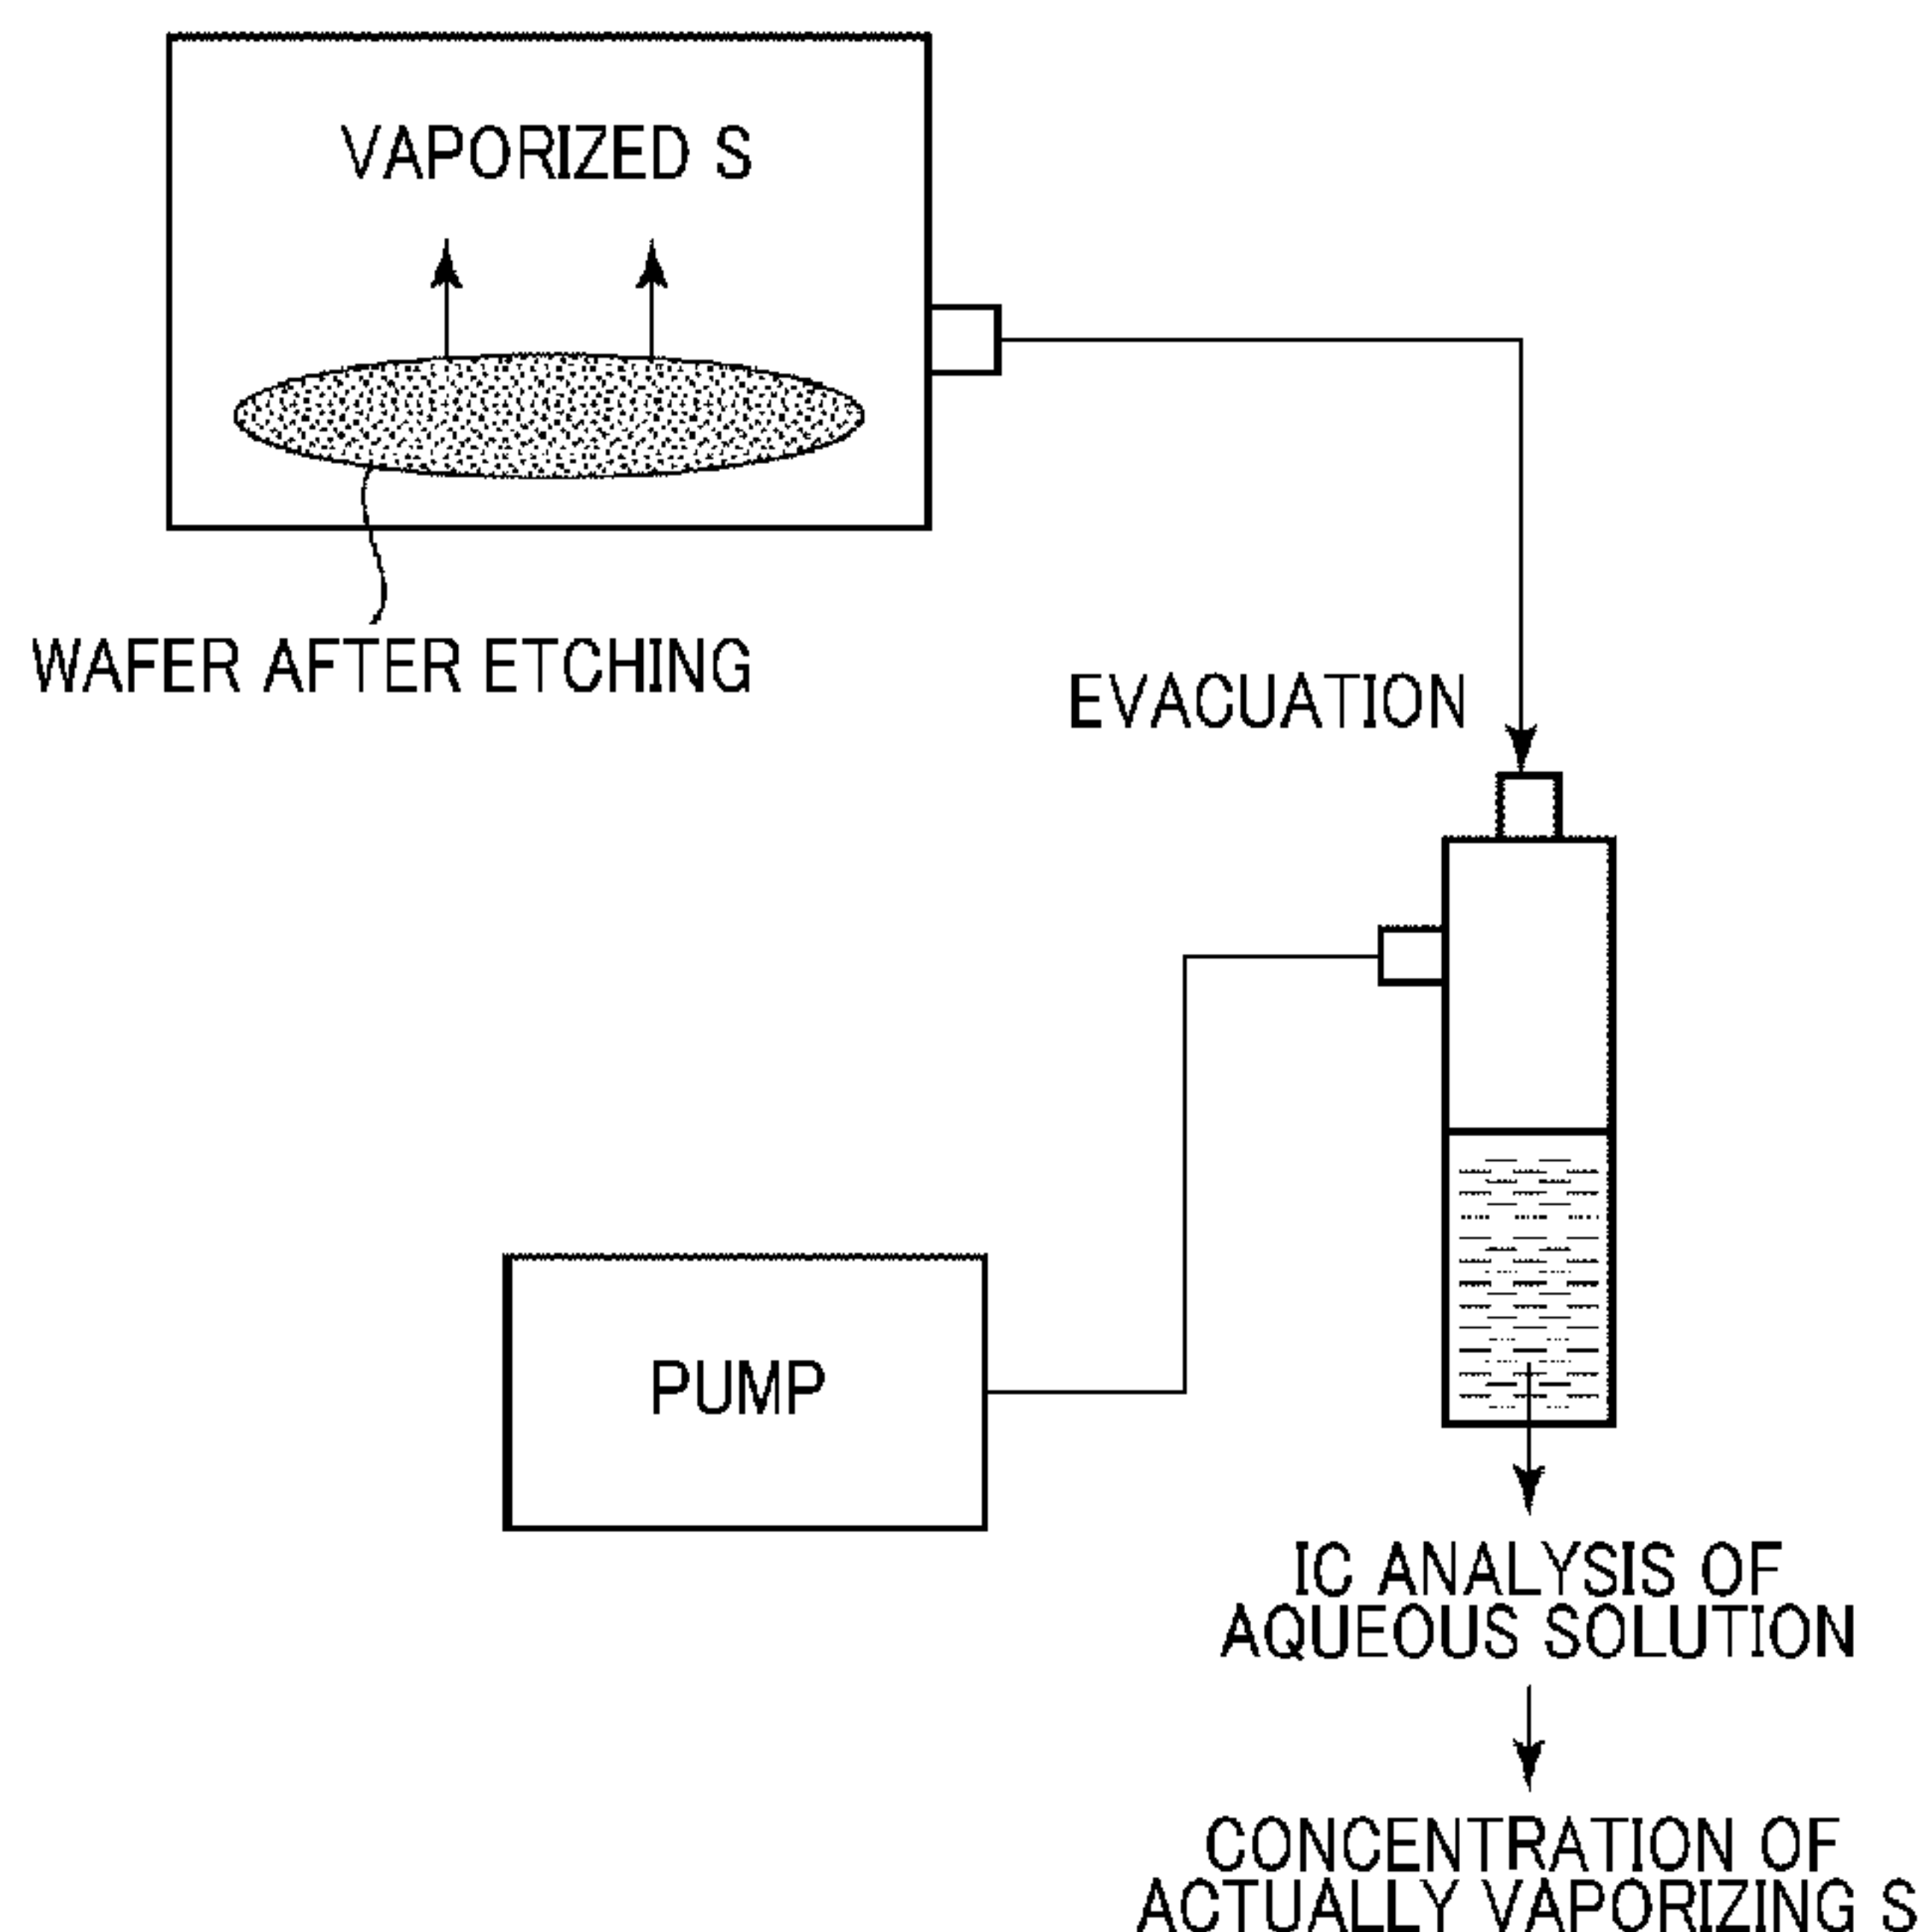 VAPORIZED S
WAFER AFTER ETCHING
EVACUATION
PUMP
IC ANALYSIS OF
AQUEOUS SOLUTION
CONCENTRATION OF
ACTUALLY VAPORIZING S